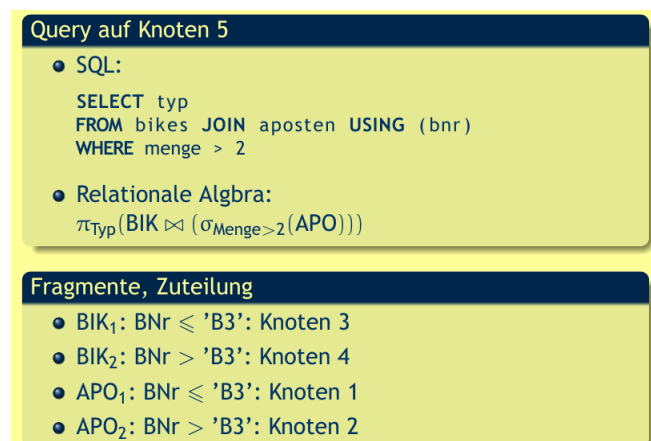 Query auf Knoten 5
SQL:
SELECT typ
FROM bikes JOIN aposten USING (bnr)
WHERE menge > 2
Relationale Algbra:
πTyp(BIK ⋈ (σMenge>2(APO)))
Fragmente, Zuteilung
BIK₁: BNr ⩽ 'B3': Knoten 3
BIK₂: BNr > 'B3': Knoten 4
APO₁: BNr ⩽ 'B3': Knoten 1
APO₂: BNr > 'B3': Knoten 2